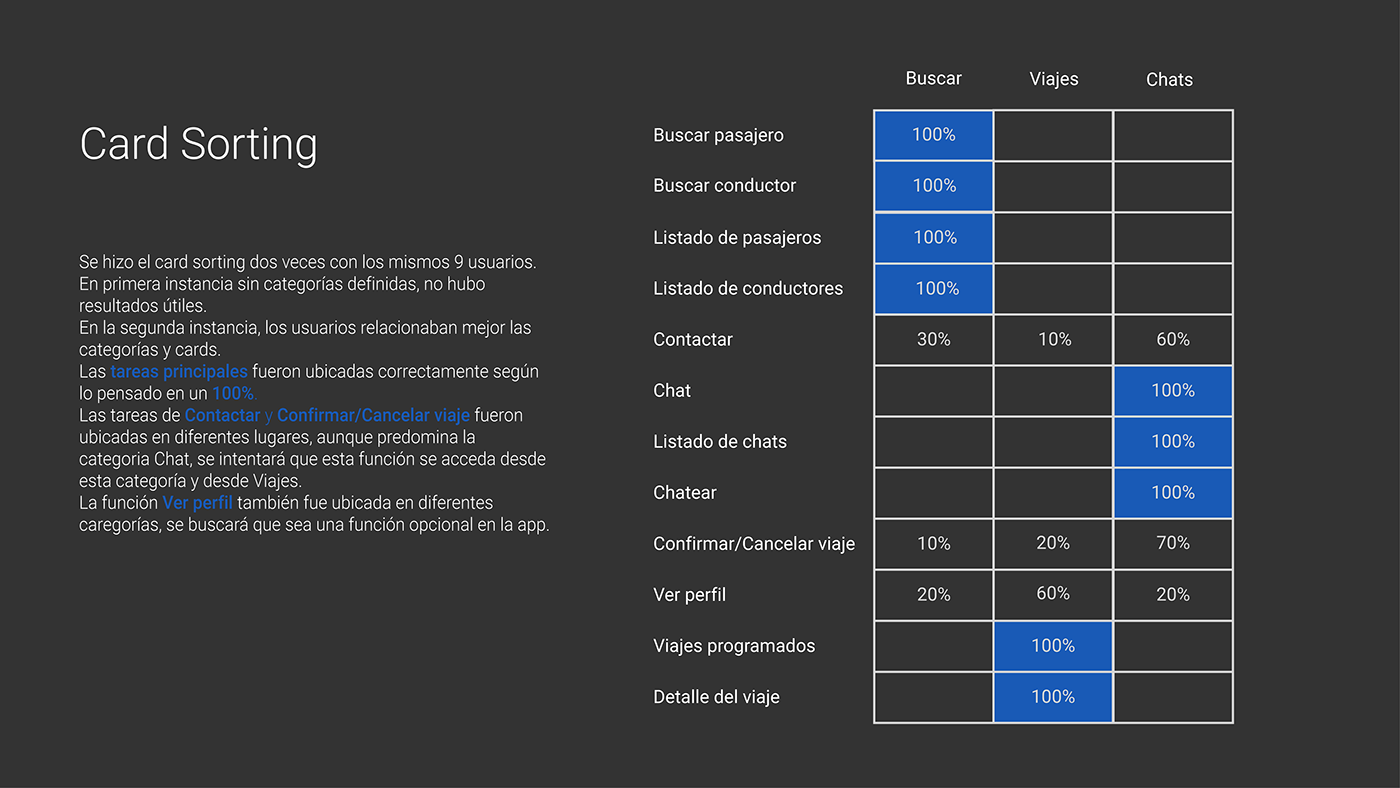 Card Sorting
Se hizo el card sorting dos veces con los mismos 9 usuarios.
En primera instancia sin categorías definidas, no hubo
resultados útiles.
En la segunda instancia, los usuarios relacionaban mejor las
categorías y cards.
Las tareas principales fueron ubicadas correctamente según
lo pensado en un 100%.
Las tareas de Contactar y Confirmar/Cancelar viaje fueron
ubicadas en diferentes lugares, aunque predomina la
categoria Chat, se intentará que esta función se acceda desde
esta categoría y desde Viajes.
La función Ver perfil también fue ubicada en diferentes
caregorías, se buscará que sea una función opcional en la app.
Buscar Viajes Chats
Buscar pasajero 100%
Buscar conductor 100%
Listado de pasajeros 100%
Listado de conductores 100%
Contactar 30% 10% 60%
Chat 100%
Listado de chats 100%
Chatear 100%
Confirmar/Cancelar viaje 10% 20% 70%
Ver perfil 20% 60% 20%
Viajes programados 100%
Detalle del viaje 100%